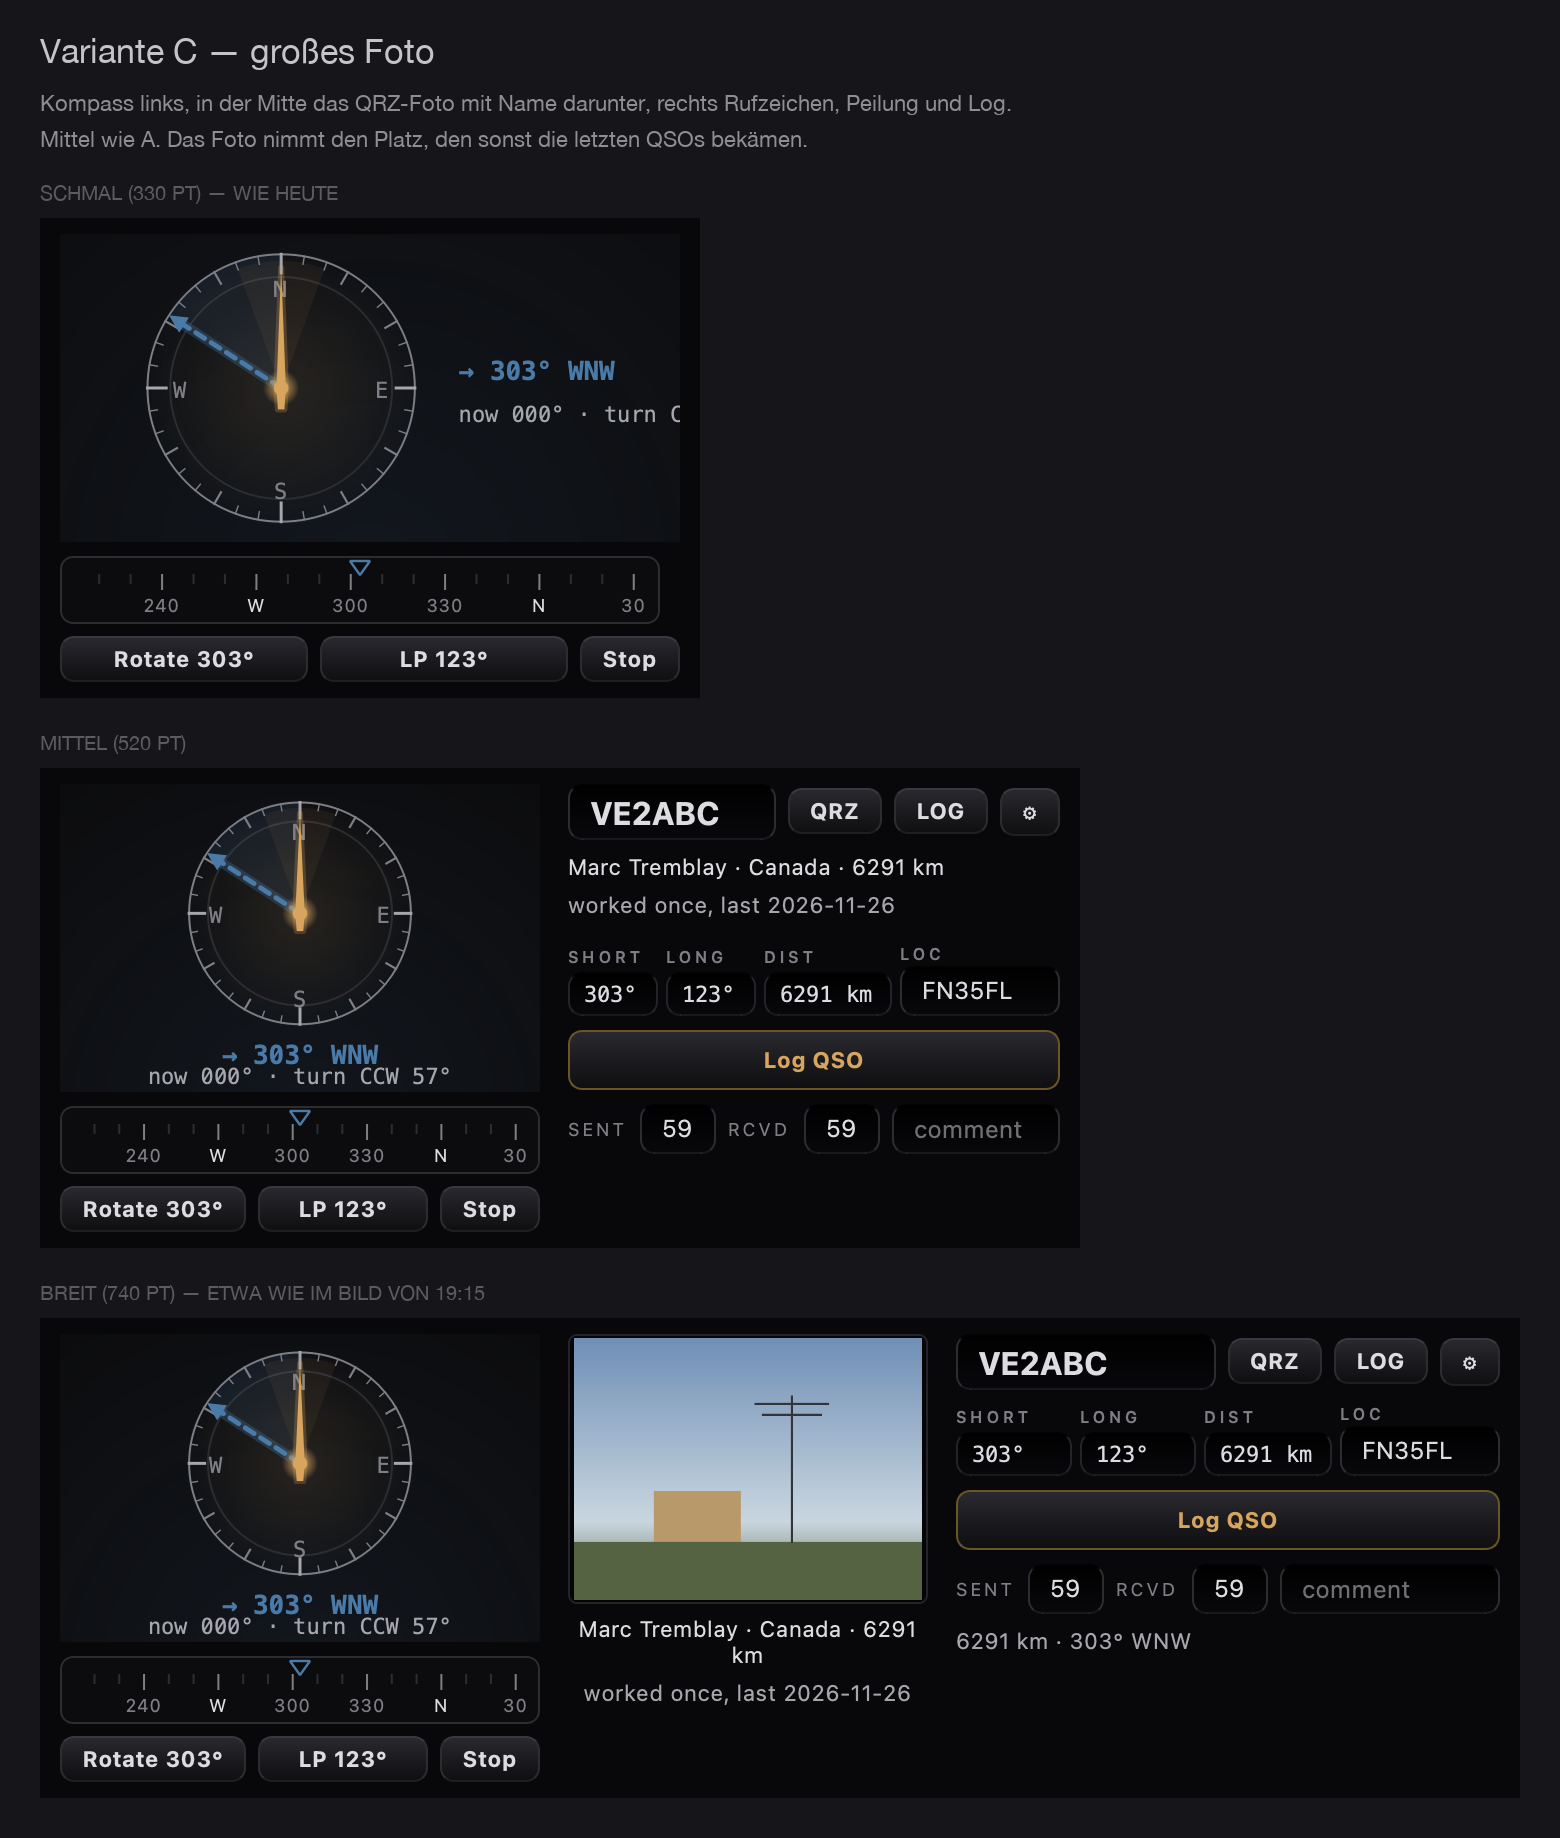 Variante C — großes Foto
Kompass links, in der Mitte das QRZ-Foto mit Name darunter, rechts Rufzeichen, Peilung und Log.
Mittel wie A. Das Foto nimmt den Platz, den sonst die letzten QSOs bekämen.
SCHMAL (330 PT) — WIE HEUTE
N
W E
S
→ 303° WNW
now 000° · turn C
240 W 300 330 N 30
Rotate 303° LP 123° Stop
MITTEL (520 PT)
N
W E
S
→ 303° WNW
now 000° · turn CCW 57°
240 W 300 330 N 30
Rotate 303° LP 123° Stop
VE2ABC QRZ LOG ⚙
Marc Tremblay · Canada · 6291 km
worked once, last 2026-11-26
SHORT LONG DIST LOC
303° 123° 6291 km FN35FL
Log QSO
SENT 59 RCVD 59 comment
BREIT (740 PT) — ETWA WIE IM BILD VON 19:15
N
W E
S
→ 303° WNW
now 000° · turn CCW 57°
240 W 300 330 N 30
Rotate 303° LP 123° Stop
Marc Tremblay · Canada · 6291
km
worked once, last 2026-11-26
VE2ABC QRZ LOG ⚙
SHORT LONG DIST LOC
303° 123° 6291 km FN35FL
Log QSO
SENT 59 RCVD 59 comment
6291 km · 303° WNW